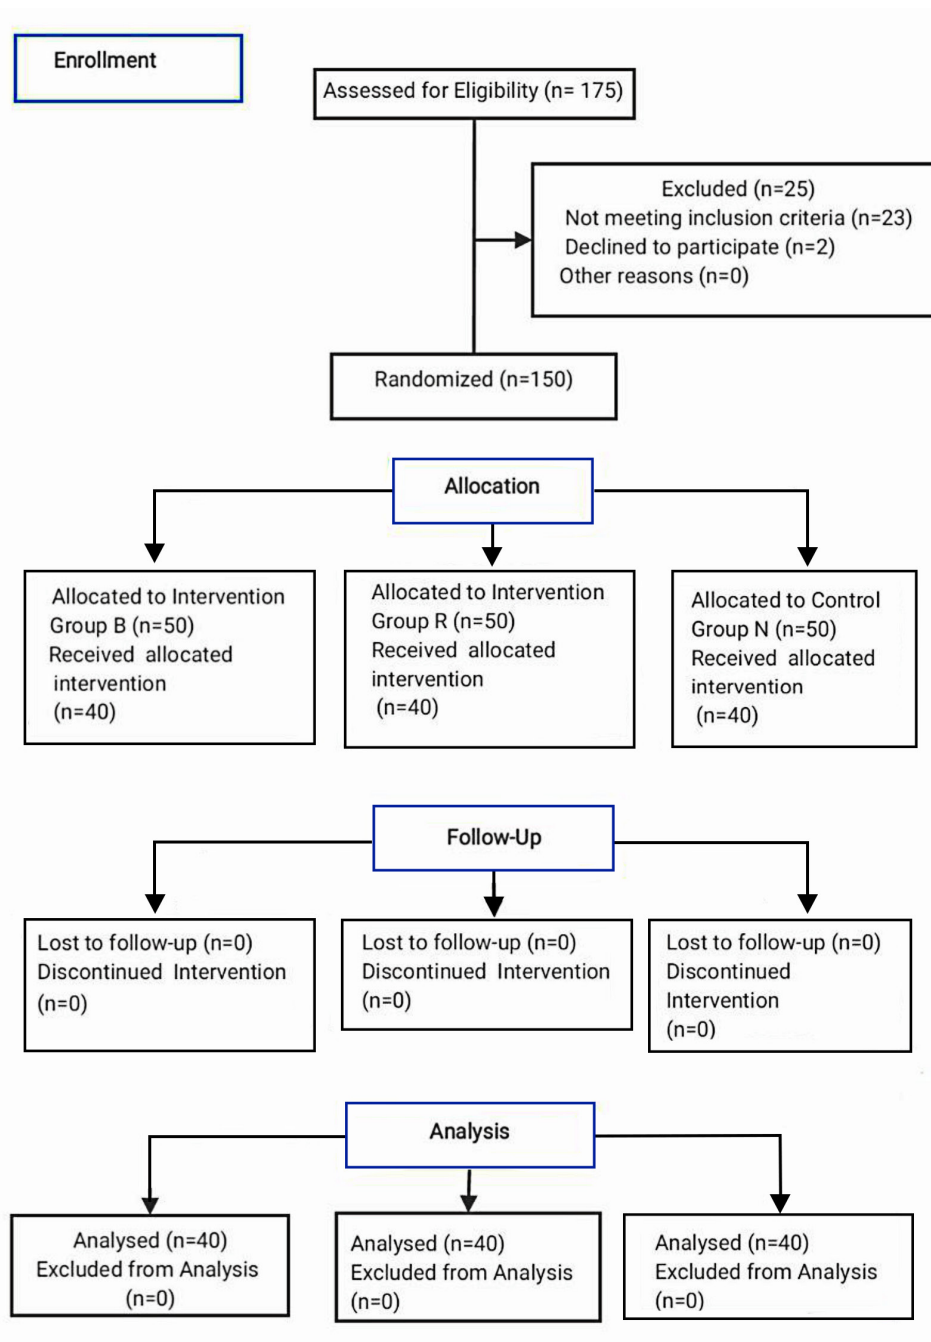 Enrollment
Assessed for Eligibility (n= 175)
Excluded (n=25)
Not meeting inclusion criteria (n=23)
Declined to participate (n=2)
Other reasons (n=0)
Randomized (n=150)
Allocation
Allocated to Intervention
Group B (n=50)
Received allocated
intervention
(n=40)
Allocated to Intervention
Group R (n=50)
Received allocated
intervention
(n=40)
Allocated to Control
Group N (n=50)
Received allocated
intervention
(n=40)
Follow-Up
Lost to follow-up (n=0)
Discontinued Intervention
(n=0)
Lost to follow-up (n=0)
Discontinued Intervention
(n=0)
Lost to follow-up (n=0)
Discontinued
Intervention
(n=0)
Analysis
Analysed (n=40)
Excluded from Analysis
(n=0)
Analysed (n=40)
Excluded from Analysis
(n=0)
Analysed (n=40)
Excluded from Analysis
(n=0)